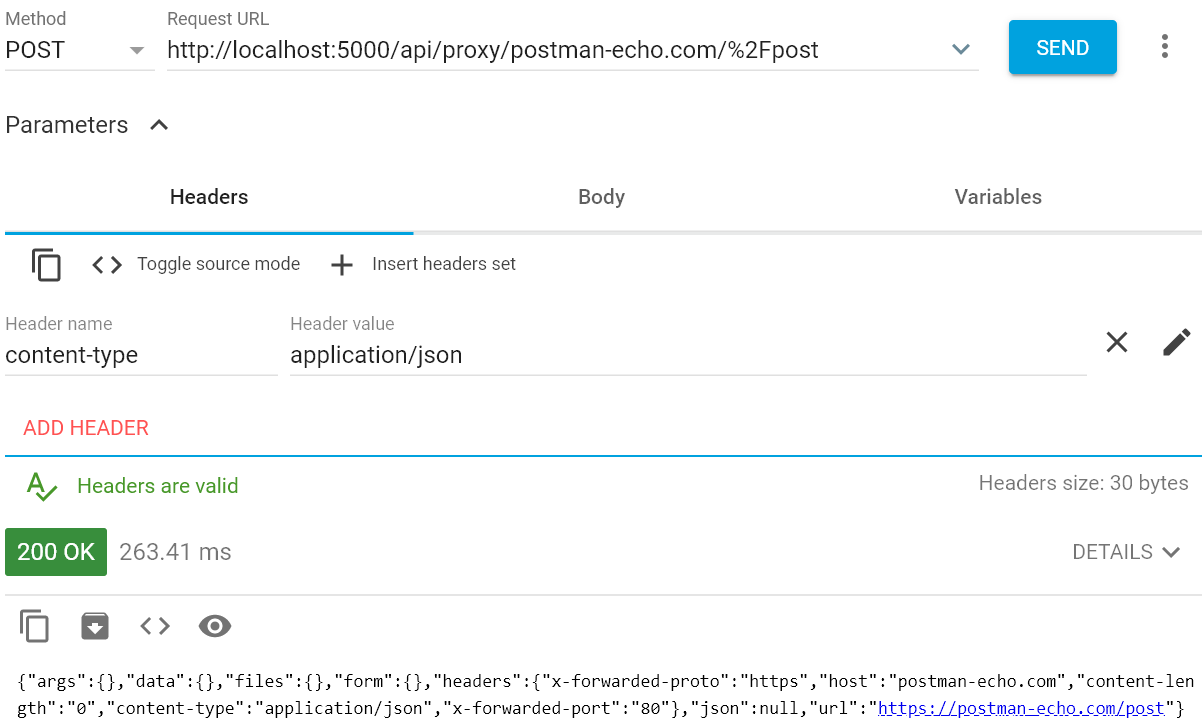 Method
Request URL
POST
http://localhost:5000/api/proxy/postman-echo.com/%2Fpost
SEND
Parameters
Headers
Body
Variables
Toggle source mode
Insert headers set
Header name
Header value
content-type
application/json
ADD HEADER
Headers are valid
Headers size: 30 bytes
200 OK
263.41 ms
DETAILS
{"args":{},"data":{},"files":{},"form":{},"headers":{"x-forwarded-proto":"https","host":"postman-echo.com","content-len
gth":"0","content-type":"application/json","x-forwarded-port":"80"},"json":null,"url":"https://postman-echo.com/post"}